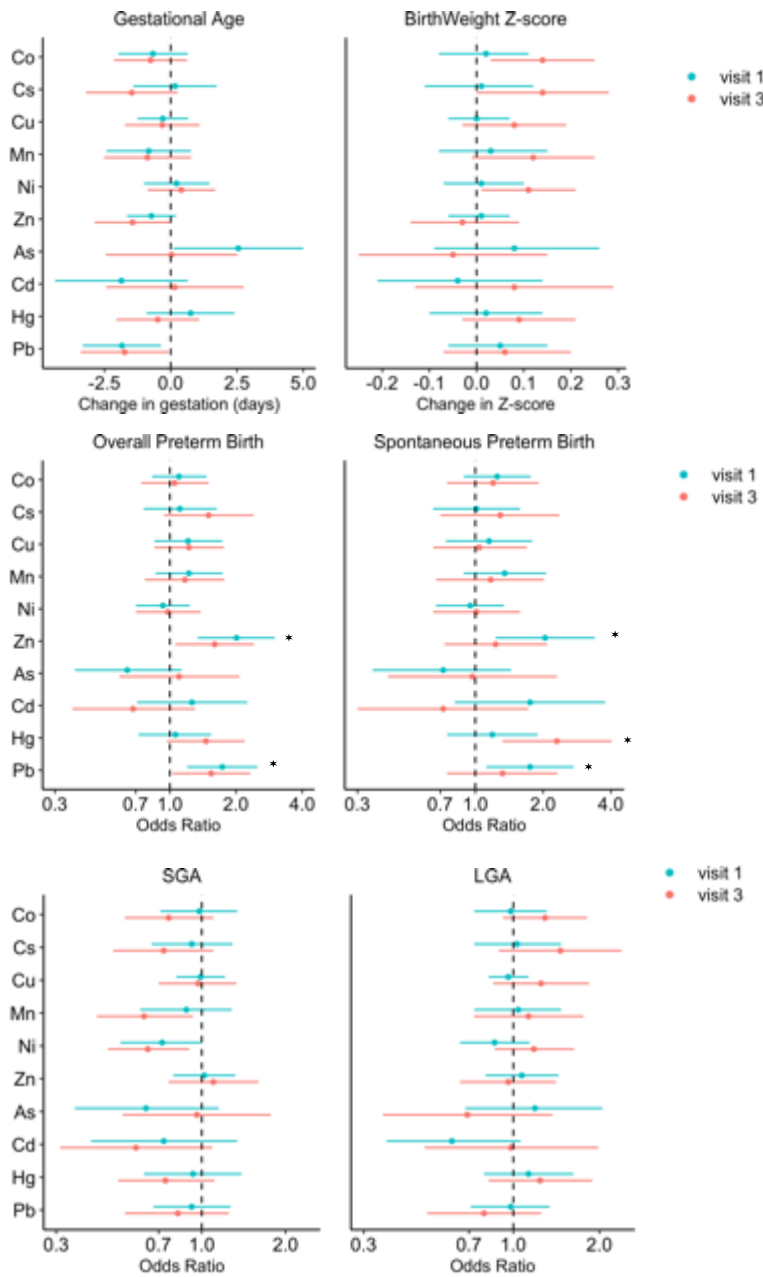 Gestational Age BirthWeight Z-score
Co
Cs
Cu
Mn
Ni
Zn
As
Cd
Hg
Pb
visit 1
visit 3
-2.5 0.0 2.5 5.0 -0.2 -0.1 0.0 0.1 0.2 0.3
Change in gestation (days) Change in Z-score
Overall Preterm Birth Spontaneous Preterm Birth
Co
Cs
Cu
Mn
Ni
Zn * *
As
Cd
Hg *
Pb * *
visit 1
visit 3
0.3 0.7 1.0 2.0 4.0 0.3 0.7 1.0 2.0 4.0
Odds Ratio Odds Ratio
SGA LGA
Co
Cs
Cu
Mn
Ni
Zn
As
Cd
Hg
Pb
visit 1
visit 3
0.3 0.7 1.0 2.0 0.3 0.7 1.0 2.0
Odds Ratio Odds Ratio